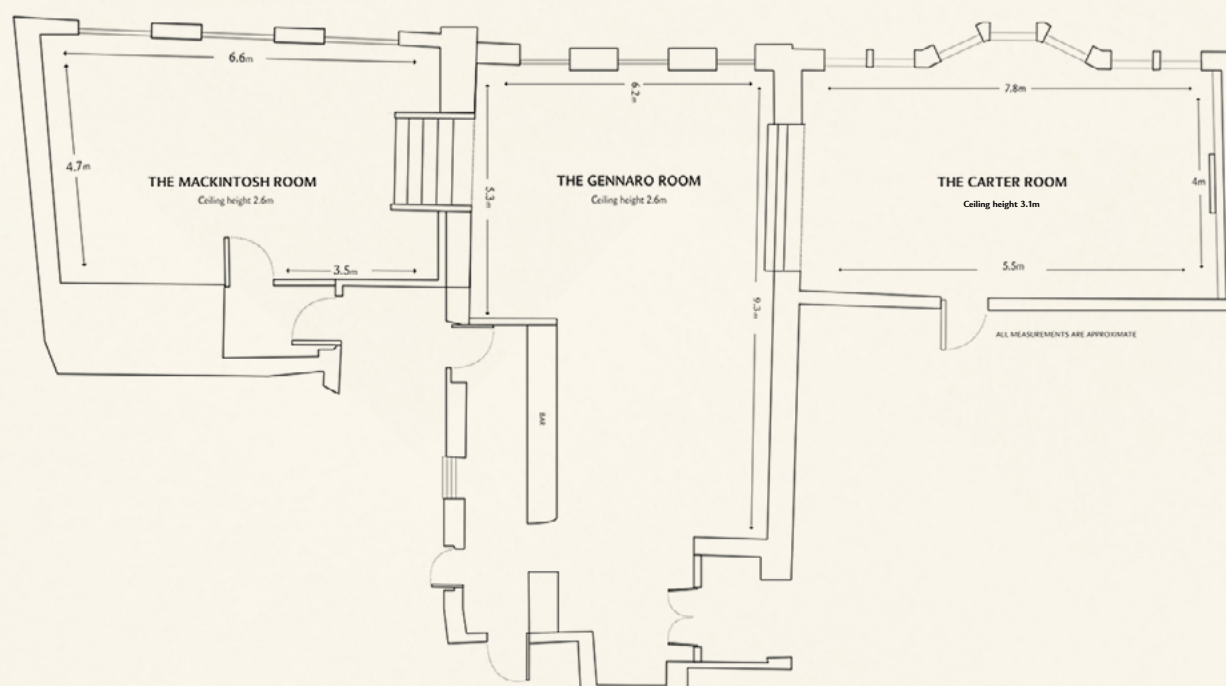 6.6m
4.7m
THE MACKINTOSH ROOM
Ceiling height 2.6m
3.5m
6.2m
5.3m
THE GENNARO ROOM
Ceiling height 2.6m
9.3m
BAR
7.8m
THE CARTER ROOM
Ceiling height 3.1m
4m
5.5m
ALL MEASUREMENTS ARE APPROXIMATE